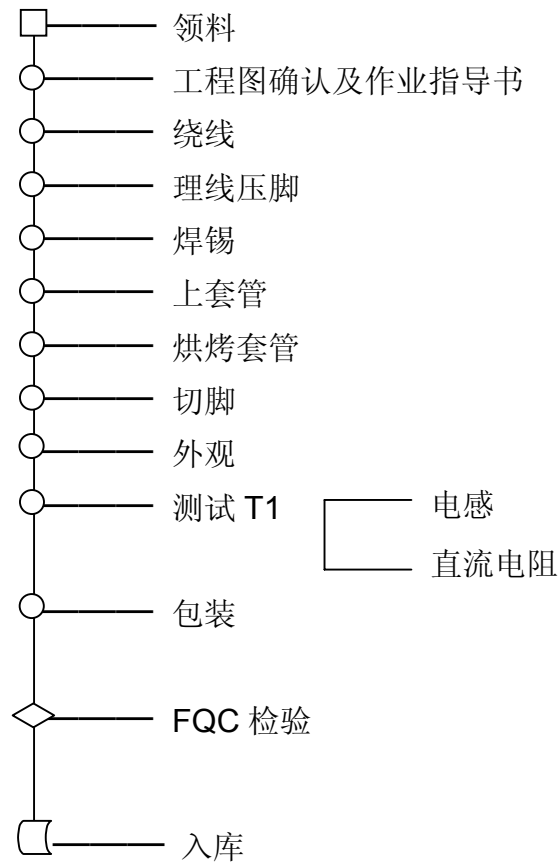 领料
工程图确认及作业指导书
绕线
理线压脚
焊锡
上套管
烘烤套管
切脚
外观
测试 T1
电感
直流电阻
包装
FQC 检验
入库